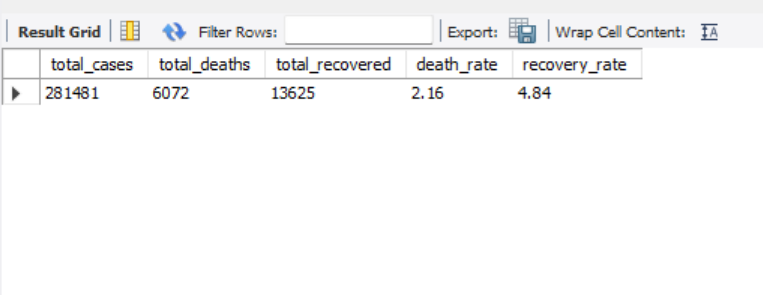 Result Grid Filter Rows: Export: Wrap Cell Content: IA
total_cases total_deaths total_recovered death_rate recovery_rate
281481 6072 13625 2.16 4.84